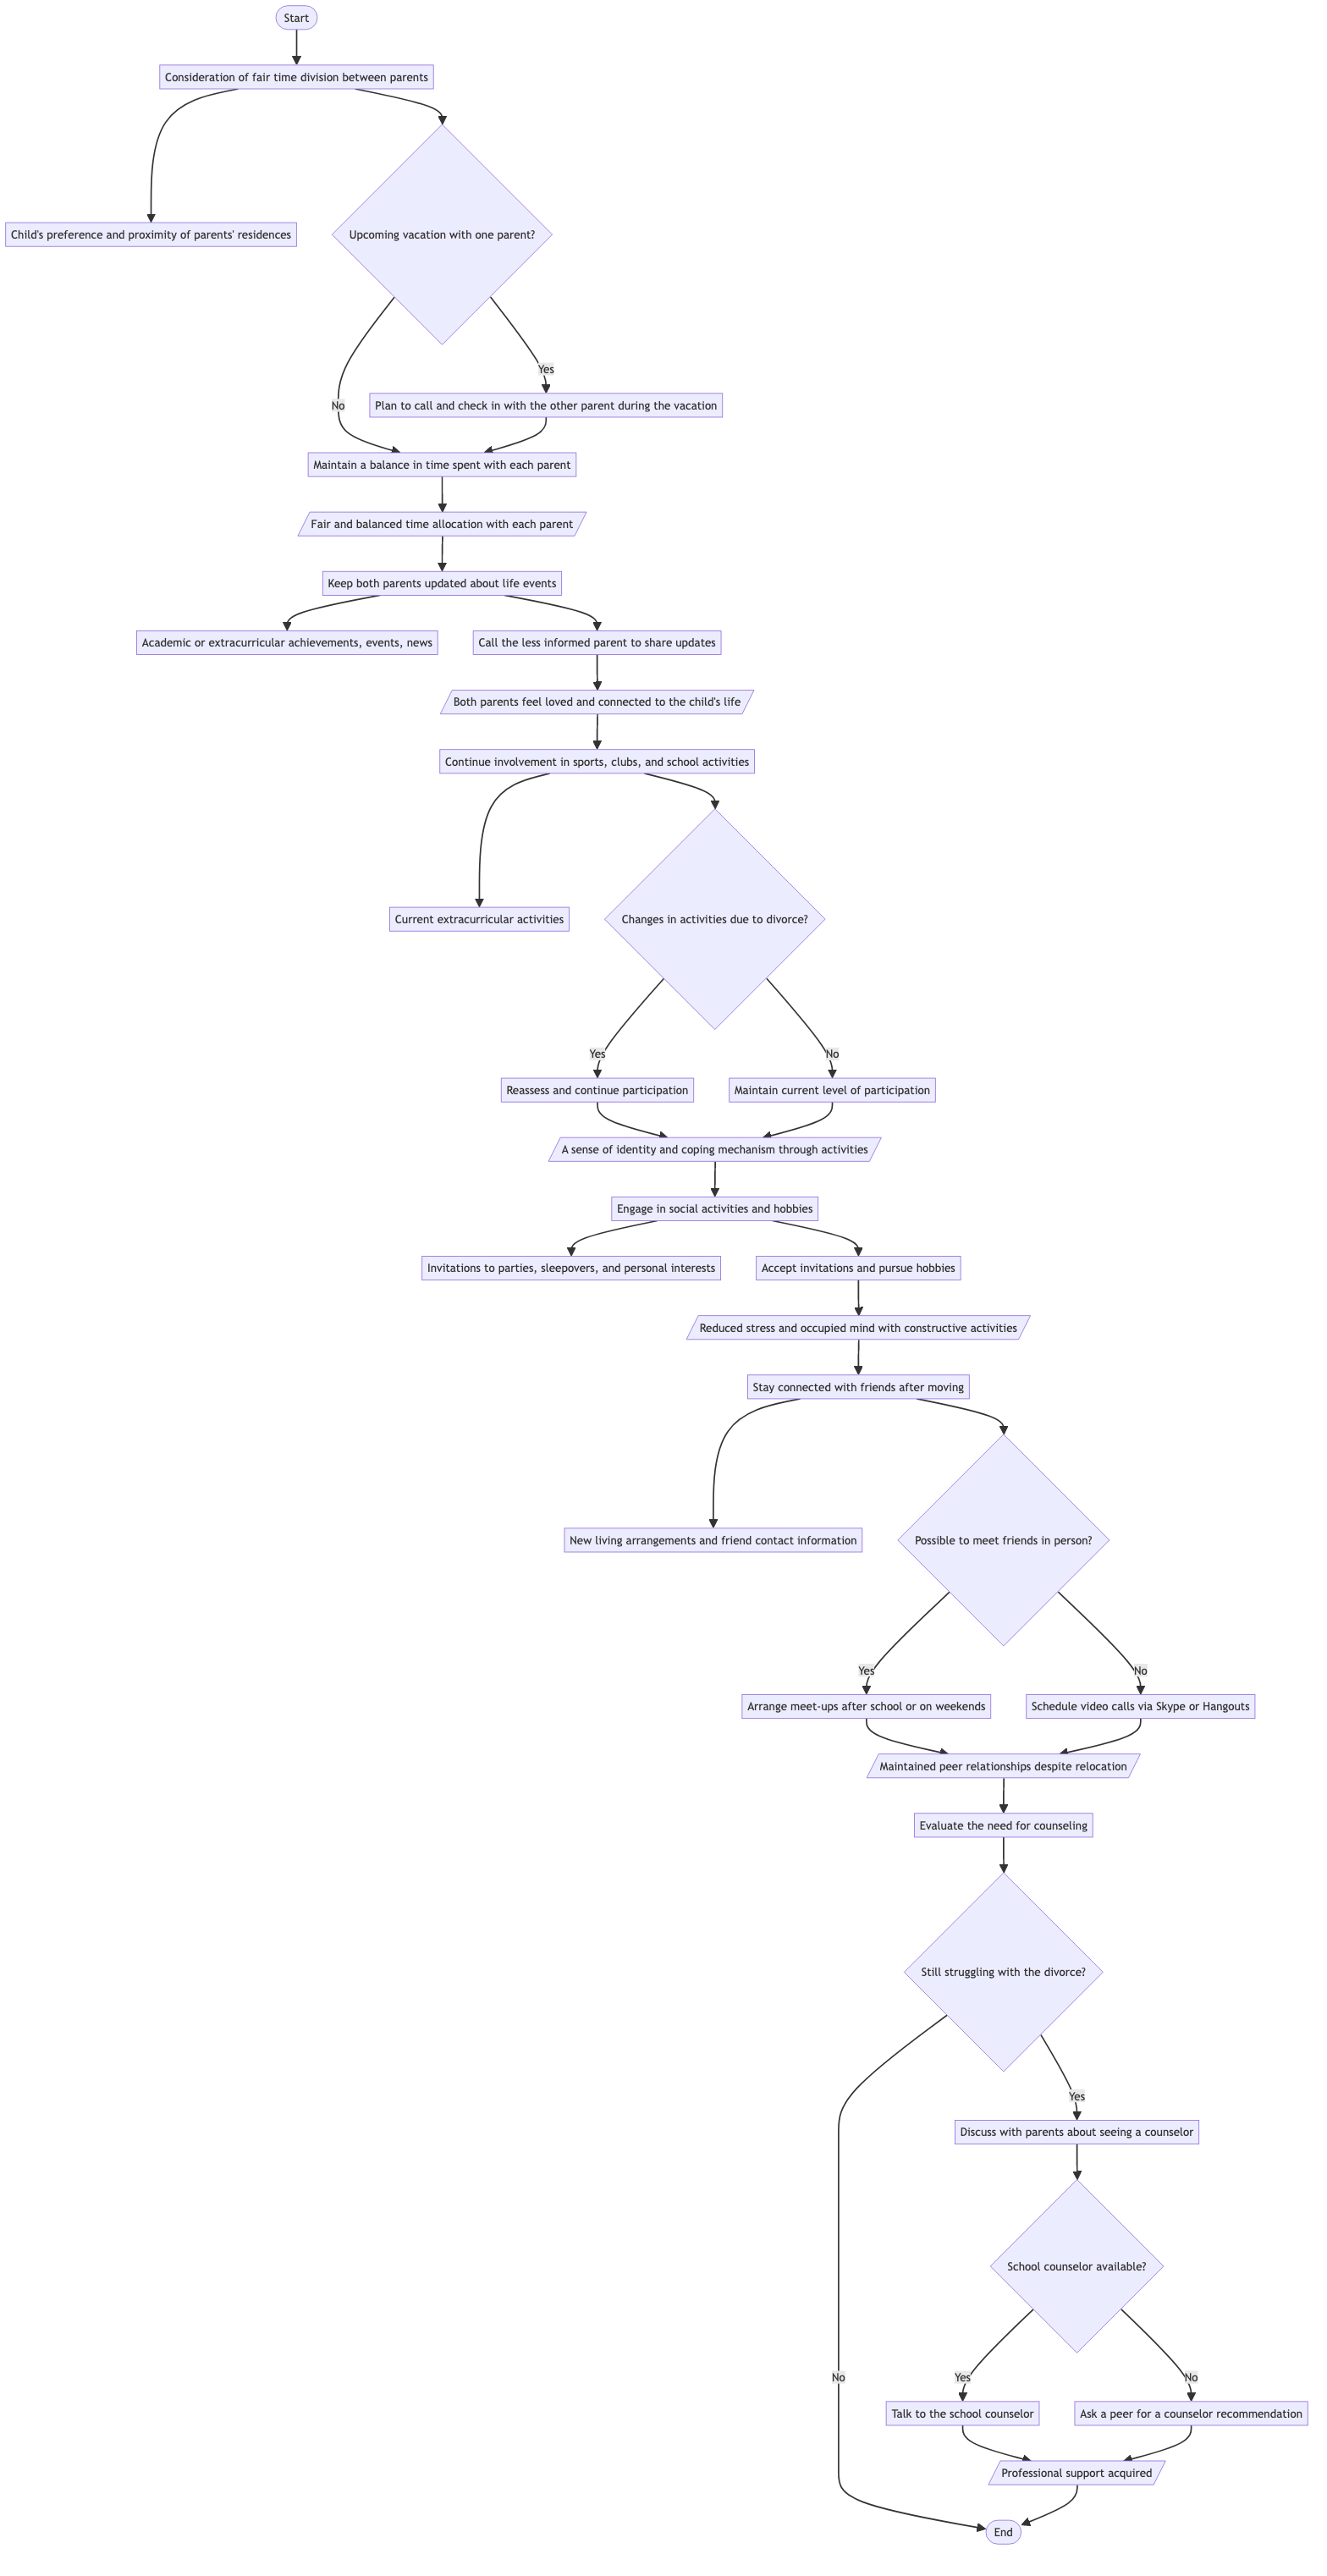 Start
Consideration of fair time division between parents
Child's preference and proximity of parents' residences
Upcoming vacation with one parent?
Yes
No
Plan to call and check in with the other parent during the vacation
Maintain a balance in time spent with each parent
Fair and balanced time allocation with each parent
Keep both parents updated about life events
Academic or extracurricular achievements, events, news
Call the less informed parent to share updates
Both parents feel loved and connected to the child's life
Continue involvement in sports, clubs, and school activities
Current extracurricular activities
Changes in activities due to divorce?
Yes
No
Reassess and continue participation
Maintain current level of participation
A sense of identity and coping mechanism through activities
Engage in social activities and hobbies
Invitations to parties, sleepovers, and personal interests
Accept invitations and pursue hobbies
Reduced stress and occupied mind with constructive activities
Stay connected with friends after moving
New living arrangements and friend contact information
Possible to meet friends in person?
Yes
No
Arrange meet-ups after school or on weekends
Schedule video calls via Skype or Hangouts
Maintained peer relationships despite relocation
Evaluate the need for counseling
Still struggling with the divorce?
Yes
Discuss with parents about seeing a counselor
School counselor available?
No
Yes
No
Talk to the school counselor
Ask a peer for a counselor recommendation
Professional support acquired
End